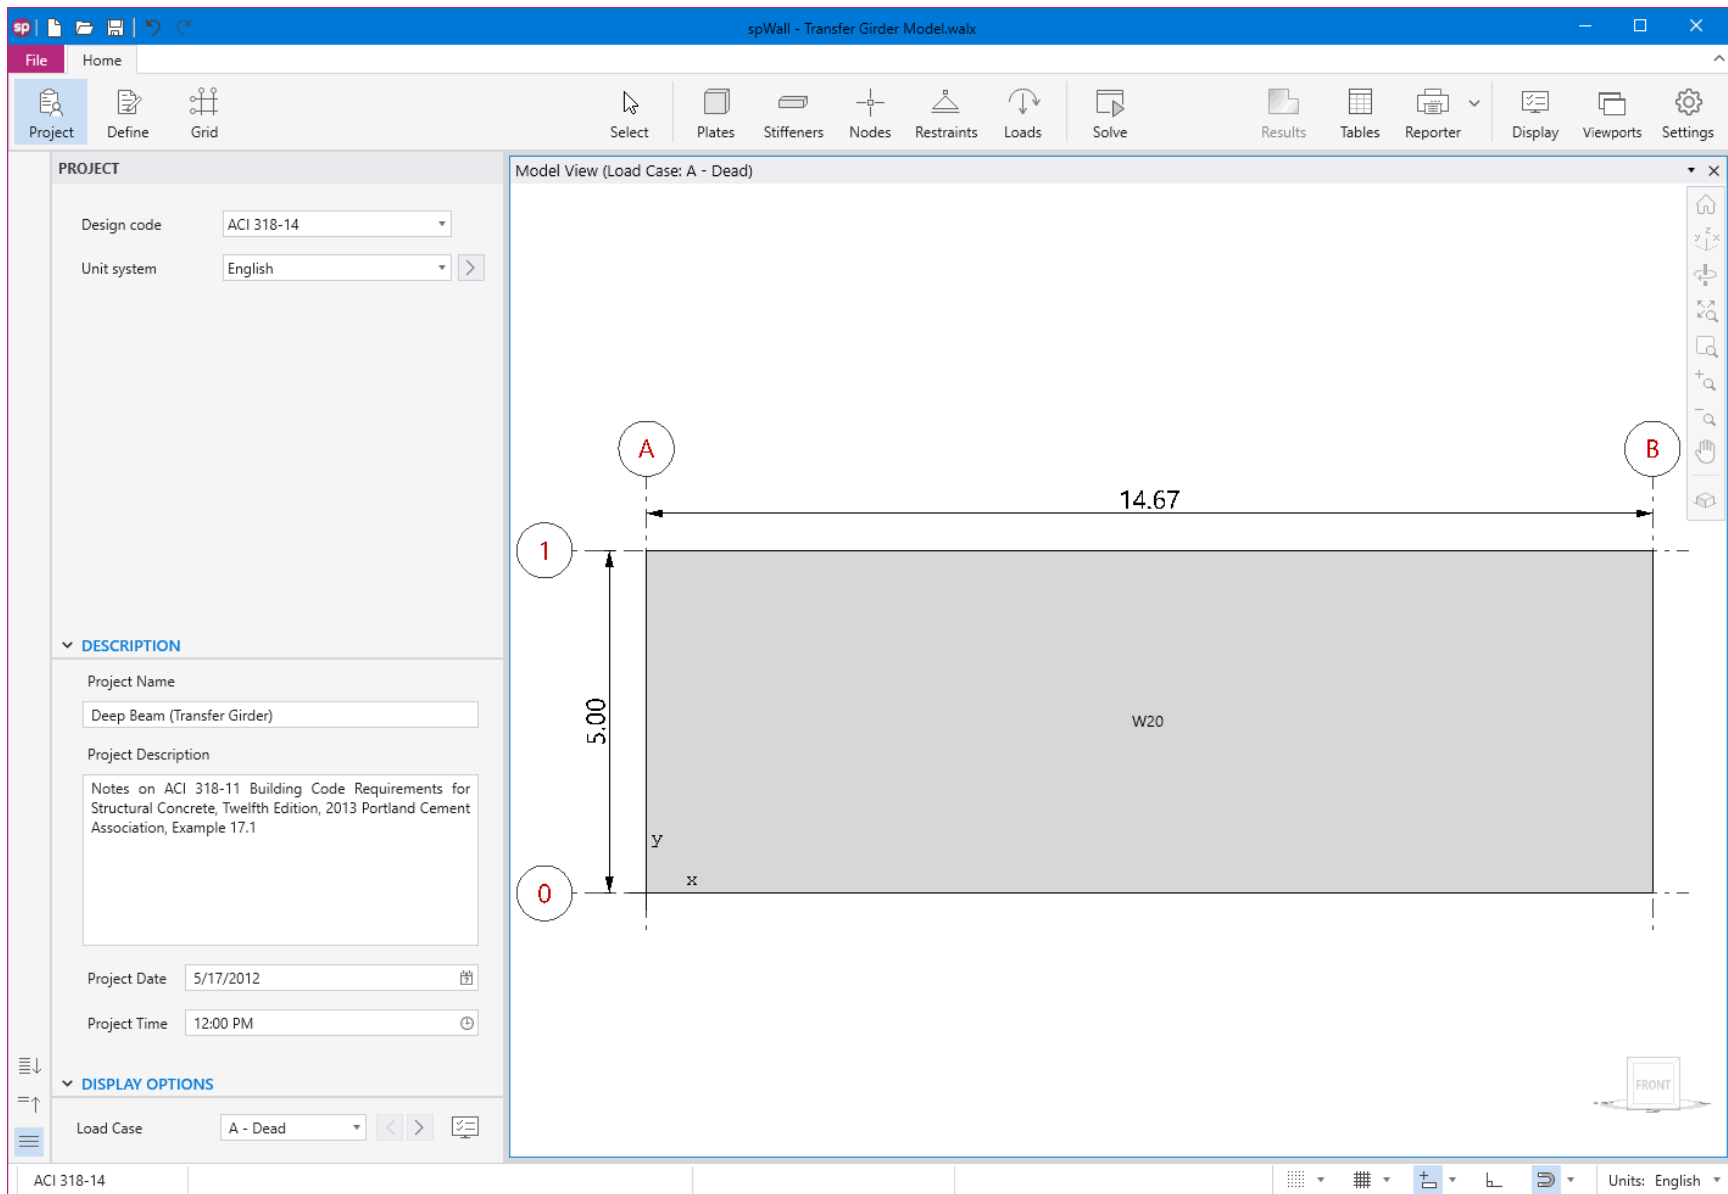 sp
spWall - Transfer Girder Model.walx
File
Home
Project
Define
Grid
Select
Plates
Stiffeners
Nodes
Restraints
Loads
Solve
Results
Tables
Reporter
Display
Viewports
Settings
PROJECT
Design code
ACI 318-14
Unit system
English
DESCRIPTION
Project Name
Deep Beam (Transfer Girder)
Project Description
Notes on ACI 318-11 Building Code Requirements for
Structural Concrete, Twelfth Edition, 2013 Portland Cement
Association, Example 17.1
Project Date
5/17/2012
Project Time
12:00 PM
DISPLAY OPTIONS
Load Case
A - Dead
Model View (Load Case: A - Dead)
z
y x
A
B
14.67
1
5.00
W20
y
x
0
FRONT
ACI 318-14
Units: English